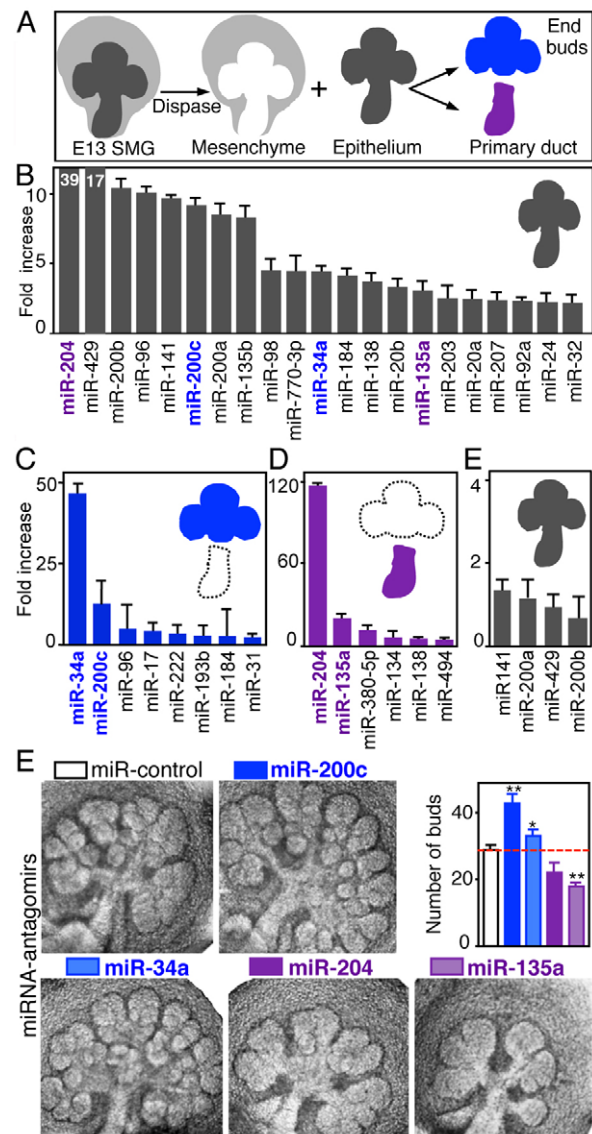 A
End
buds
Dispase
+
E13 SMG
Mesenchyme
Epithelium
Primary duct
B
Fold increase
10
5
0
39
17
miR-204
miR-429
miR-200b
miR-96
miR-141
miR-200c
miR-200a
miR-135b
miR-98
miR-770-3p
miR-34a
miR-184
miR-138
miR-20b
miR-135a
miR-203
miR-20a
miR-207
miR-92a
miR-24
miR-32
C
Fold increase
50
25
0
miR-34a
miR-200c
miR-96
miR-17
miR-222
miR-193b
miR-184
miR-31
D
120
60
0
miR-204
miR-135a
miR-380-5p
miR-134
miR-138
miR-494
E
4
2
0
miR141
miR-200a
miR-429
miR-200b
E
miR-control
miR-200c
miRNA-antagomirs
Number of buds
40
20
0
**
*
**
miR-34a
miR-204
miR-135a